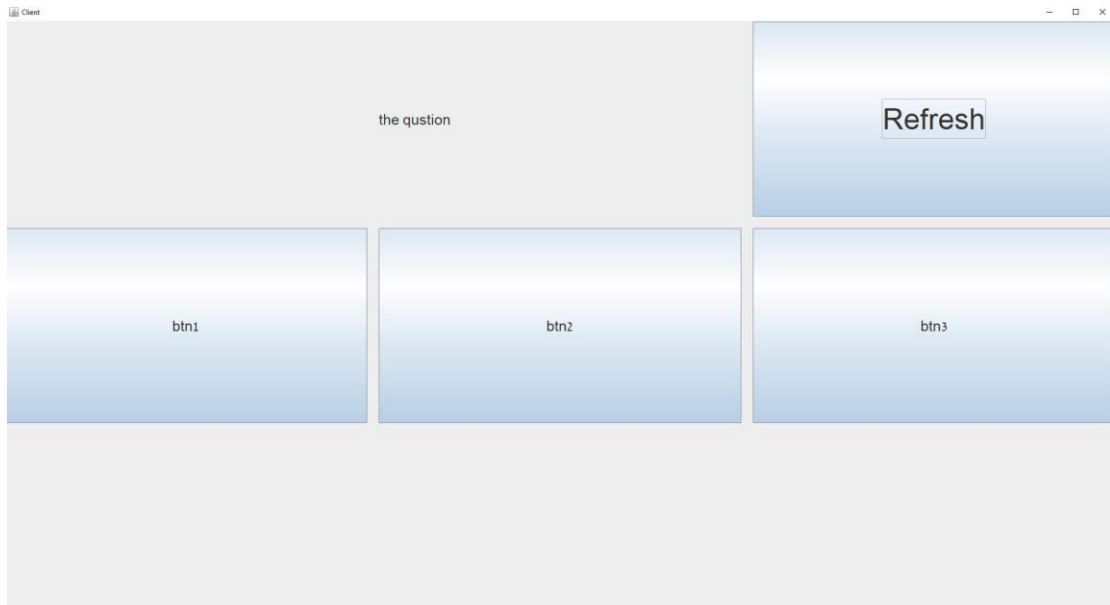 Client
the qustion
Refresh
btn1
btn2
btn3